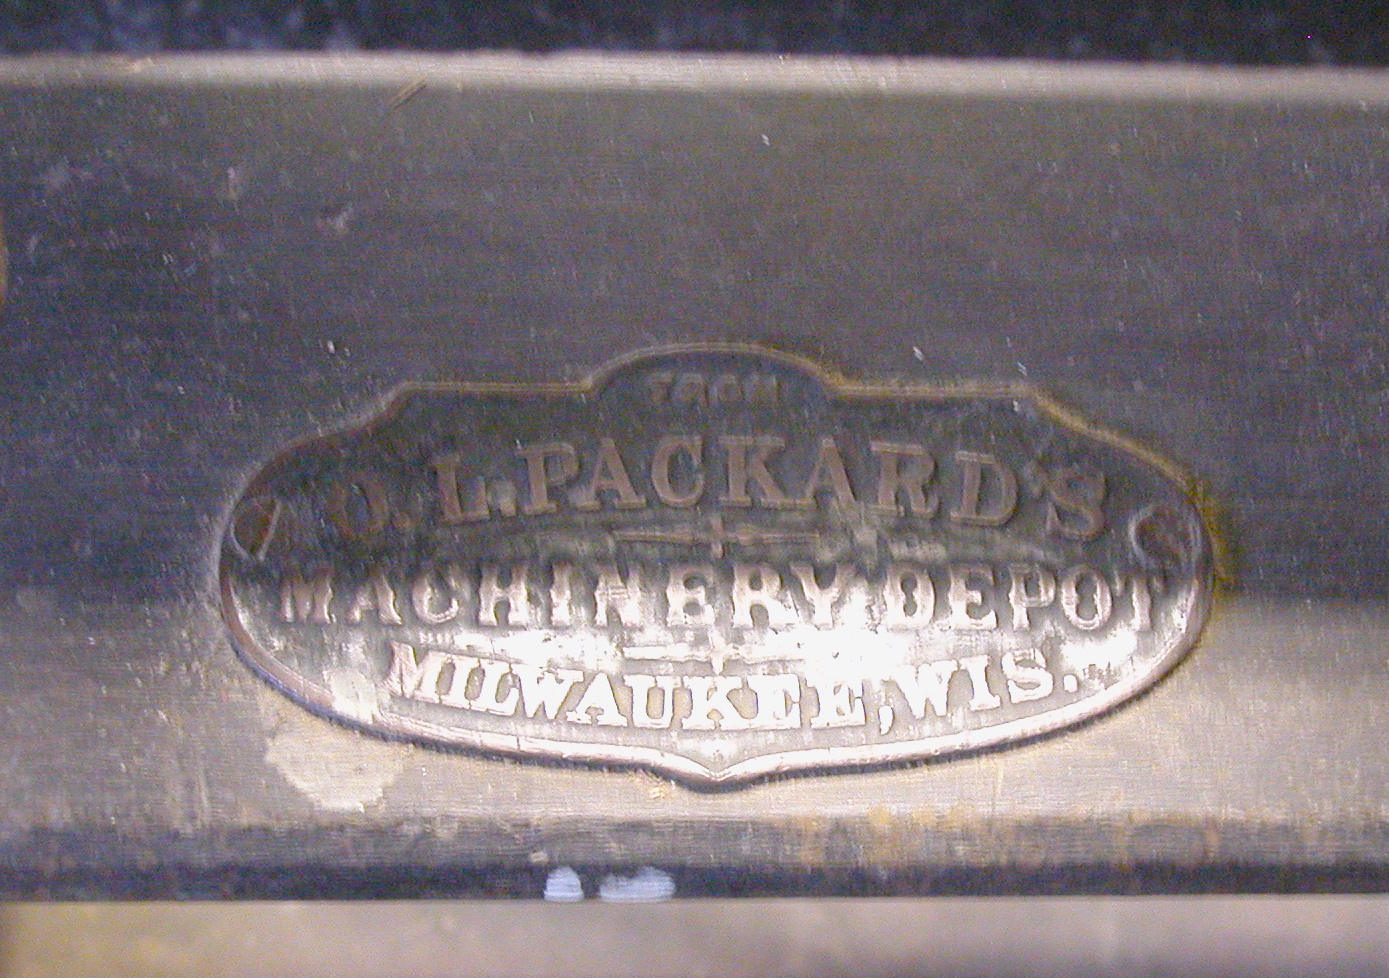 FROM
O. L. PACKARD'S
MACHINERY DEPOT
MILWAUKEE, WIS.